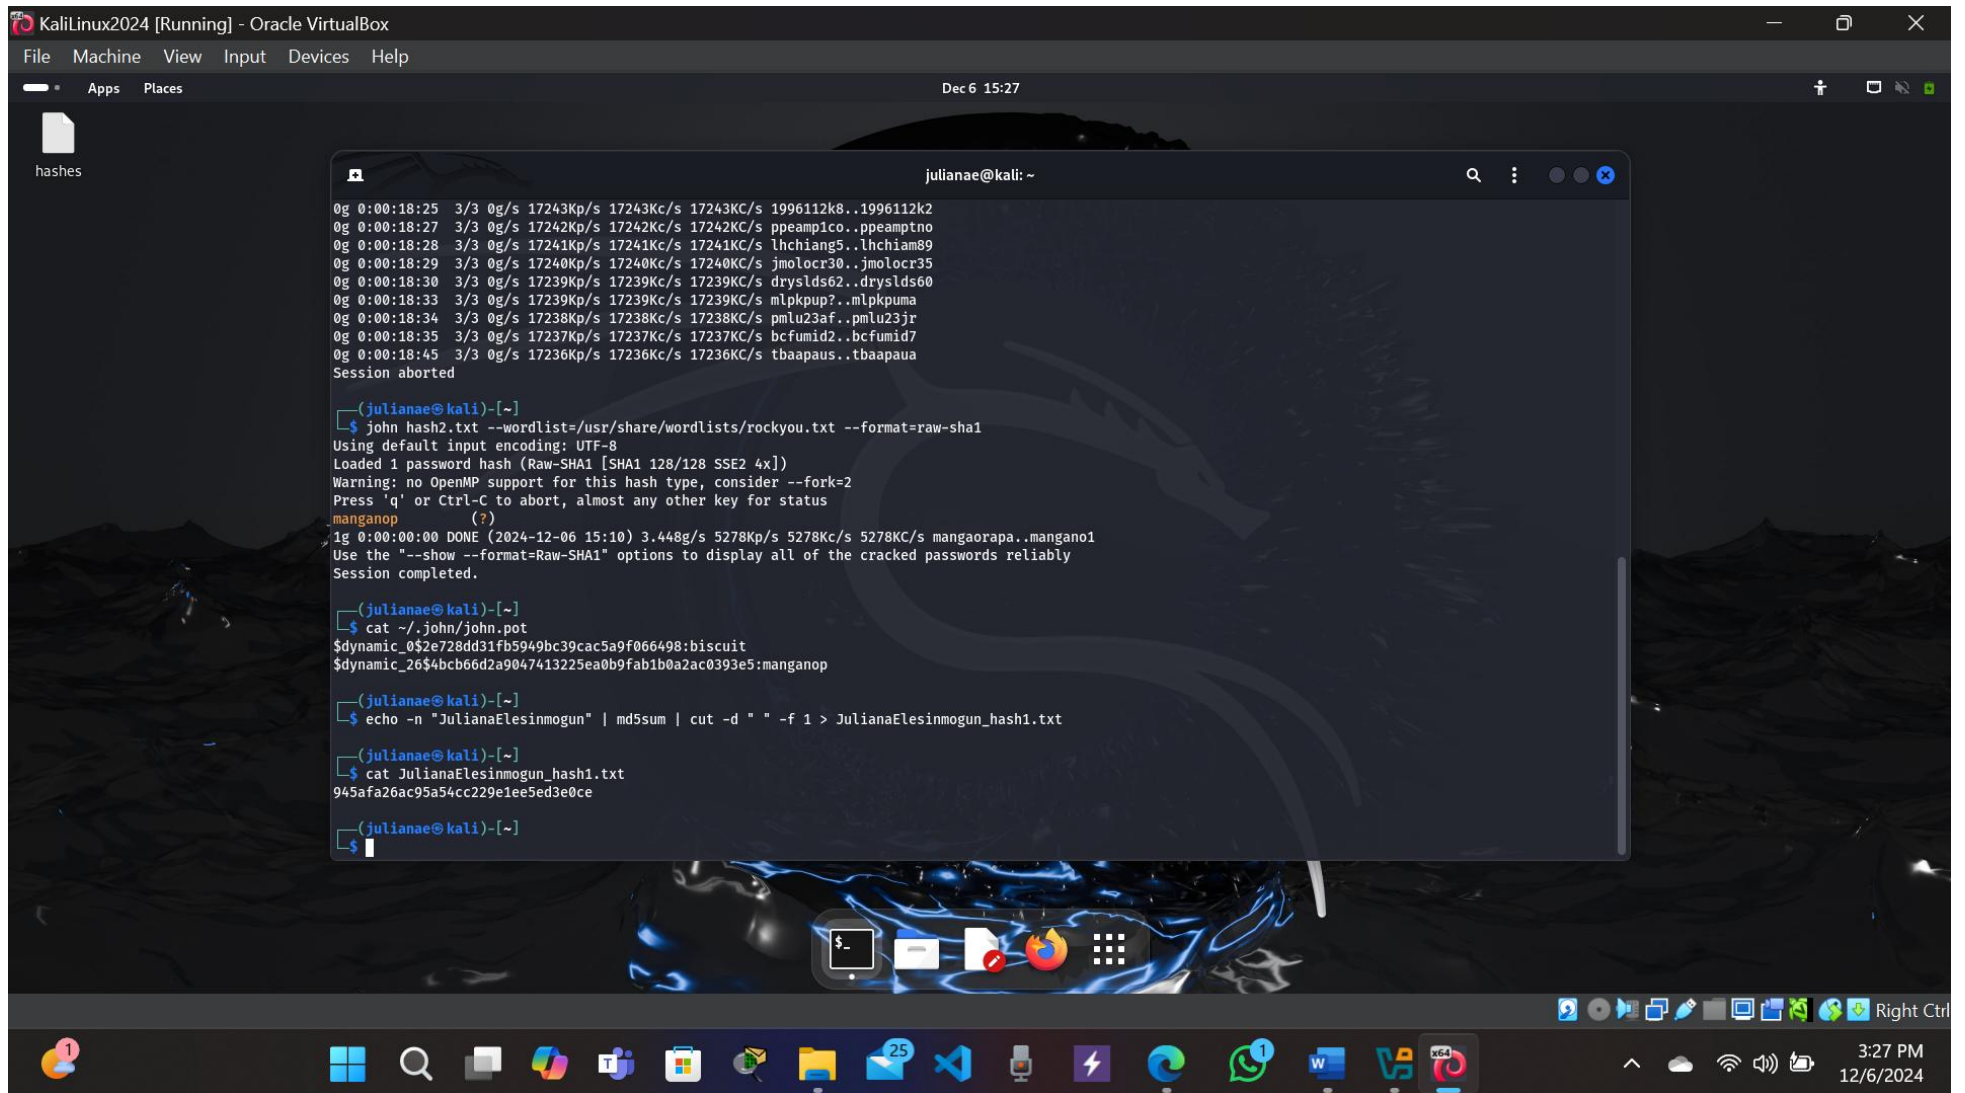 KaliLinux2024 [Running] - Oracle VirtualBox
File Machine View Input Devices Help
Apps Places Dec 6 15:27
hashes
julianae@kali: ~
0g 0:00:18:25 3/3 0g/s 17243Kp/s 17243Kc/s 17243KC/s 1996112k8..1996112k2
0g 0:00:18:27 3/3 0g/s 17242Kp/s 17242Kc/s 17242KC/s ppeamp1co..ppeamptno
0g 0:00:18:28 3/3 0g/s 17241Kp/s 17241Kc/s 17241KC/s lhchiang5..lhchiam89
0g 0:00:18:29 3/3 0g/s 17240Kp/s 17240Kc/s 17240KC/s jmolocr30..jmolocr35
0g 0:00:18:30 3/3 0g/s 17239Kp/s 17239Kc/s 17239KC/s dryslds62..dryslds60
0g 0:00:18:33 3/3 0g/s 17239Kp/s 17239Kc/s 17239KC/s mlpkpup?..mlpkpuma
0g 0:00:18:34 3/3 0g/s 17238Kp/s 17238Kc/s 17238KC/s pmlu23af..pmlu23jr
0g 0:00:18:35 3/3 0g/s 17237Kp/s 17237Kc/s 17237KC/s bcfumid2..bcfumid7
0g 0:00:18:45 3/3 0g/s 17236Kp/s 17236Kc/s 17236KC/s tbaapaus..tbaapaua
Session aborted
┌──(julianae㉿kali)-[~]
└─$ john hash2.txt --wordlist=/usr/share/wordlists/rockyou.txt --format=raw-sha1
Using default input encoding: UTF-8
Loaded 1 password hash (Raw-SHA1 [SHA1 128/128 SSE2 4x])
Warning: no OpenMP support for this hash type, consider --fork=2
Press 'q' or Ctrl-C to abort, almost any other key for status
manganop (?)
1g 0:00:00:00 DONE (2024-12-06 15:10) 3.448g/s 5278Kp/s 5278Kc/s 5278KC/s mangaorapa..mangano1
Use the "--show --format=Raw-SHA1" options to display all of the cracked passwords reliably
Session completed.
┌──(julianae㉿kali)-[~]
└─$ cat ~/.john/john.pot
$dynamic_0$2e728dd31fb5949bc39cac5a9f066498:biscuit
$dynamic_26$4bcb66d2a9047413225ea0b9fab1b0a2ac0393e5:manganop
┌──(julianae㉿kali)-[~]
└─$ echo -n "JulianaElesinmogun" | md5sum | cut -d " " -f 1 > JulianaElesinmogun_hash1.txt
┌──(julianae㉿kali)-[~]
└─$ cat JulianaElesinmogun_hash1.txt
945afa26ac95a54cc229e1ee5ed3e0ce
┌──(julianae㉿kali)-[~]
└─$
$_
Right Ctrl
1
25
1
x64
3:27 PM
12/6/2024